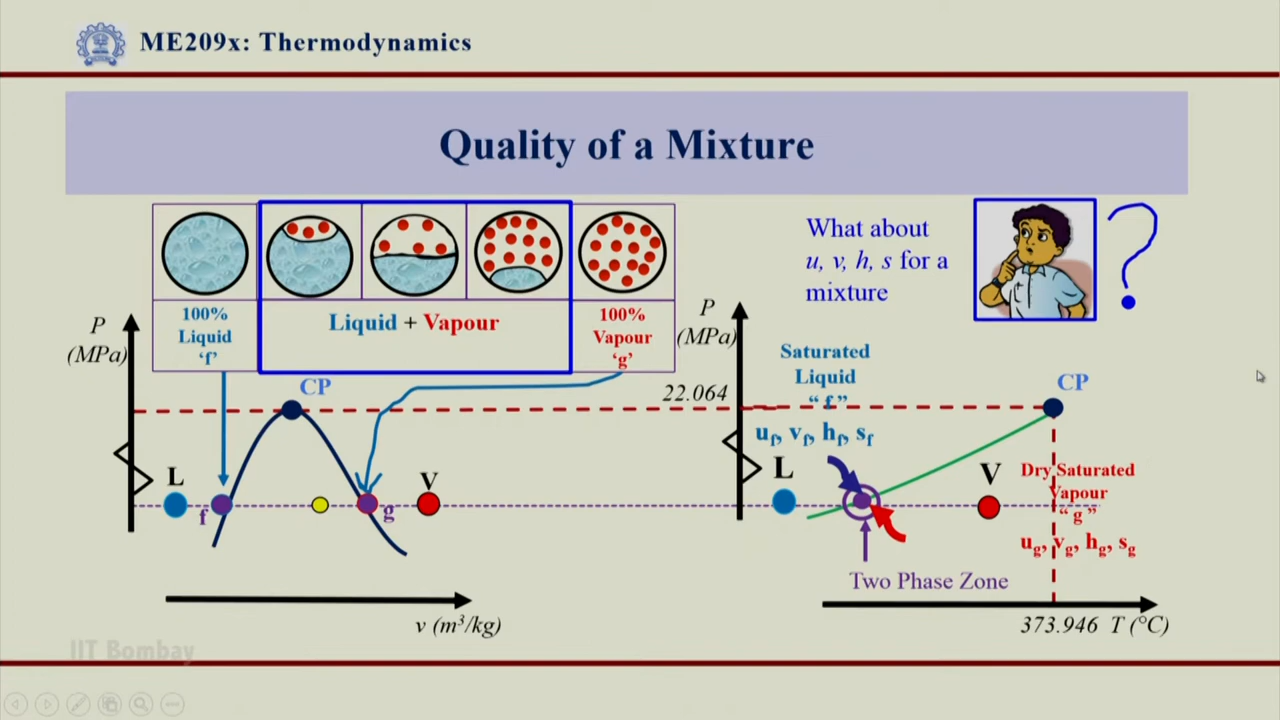 ME209x: Thermodynamics
Quality of a Mixture
100%
Liquid
‘f’
Liquid + Vapour
100%
Vapour
‘g’
What about
u, v, h, s for a
mixture
?
P
(MPa)
CP
L
f
g
V
v (m³/kg)
22.064
P
(MPa)
Saturated
Liquid
“ f ”
u_f, v_f, h_f, s_f
CP
L
V
Dry Saturated
Vapour
“ g ”
u_g, v_g, h_g, s_g
Two Phase Zone
373.946 T (°C)
IIT Bombay